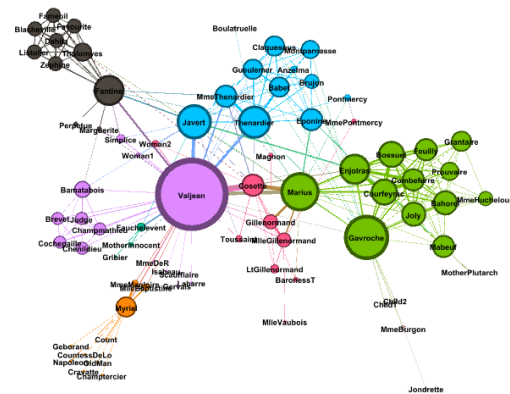 Fameuil
Favourite
Blacheville
Dahlia
Listolier
Tholomyes
Zephine
Fantine
Boulatruelle
Claquesous
Montparnasse
Gueulemer
Anzelma
Babet
Brujon
MmeThenardier
Pontmercy
Javert
Thenardier
Eponine
MmePontmercy
Perpetue
Marguerite
Simplice
Woman2
Woman1
Magnon
Grantaire
Bossuet
Feuilly
Enjolras
Combeferre
Prouvaire
Courfeyrac
MmeHucheloup
Bahorel
Joly
Gavroche
Mabeuf
MotherPlutarch
Cosette
Marius
Valjean
Bamatabois
Brevet
Judge
Champmathieu
Cochepaille
Chenildieu
Fauchelevent
MotherInnocent
Gribier
Gillenormand
Toussaint
MlleGillenormand
LtGillenormand
BaronessT
MlleVaubois
MmeDeR
Isabeau
Scaufflaire
Labarre
Gervais
MmeMagloire
MlleBaptistine
Myriel
Count
Geborand
CountessDeLo
Napoleon
OldMan
Cravatte
Champtercier
Child2
Child1
MmeBurgon
Jondrette